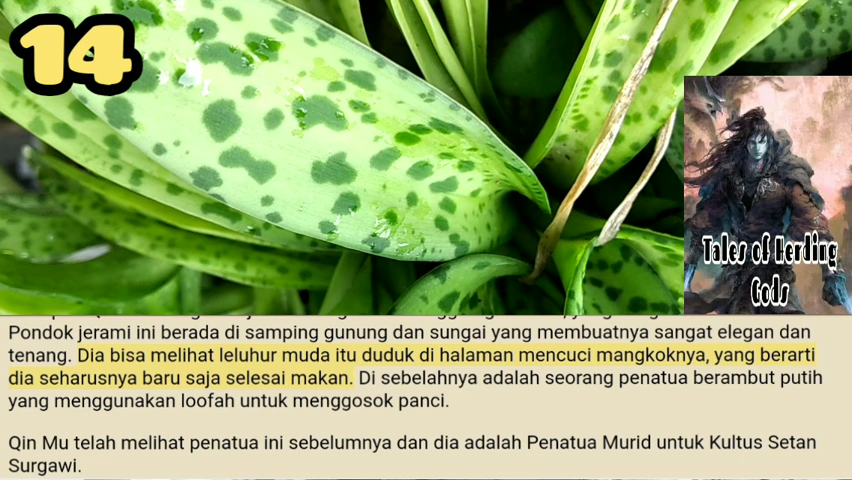 14
Tales of Herding
Gods
Pondok jerami ini berada di samping gunung dan sungai yang membuatnya sangat elegan dan
tenang. Dia bisa melihat leluhur muda itu duduk di halaman mencuci mangkoknya, yang berarti
dia seharusnya baru saja selesai makan. Di sebelahnya adalah seorang penatua berambut putih
yang menggunakan loofah untuk menggosok panci.
Qin Mu telah melihat penatua ini sebelumnya dan dia adalah Penatua Murid untuk Kultus Setan
Surgawi.